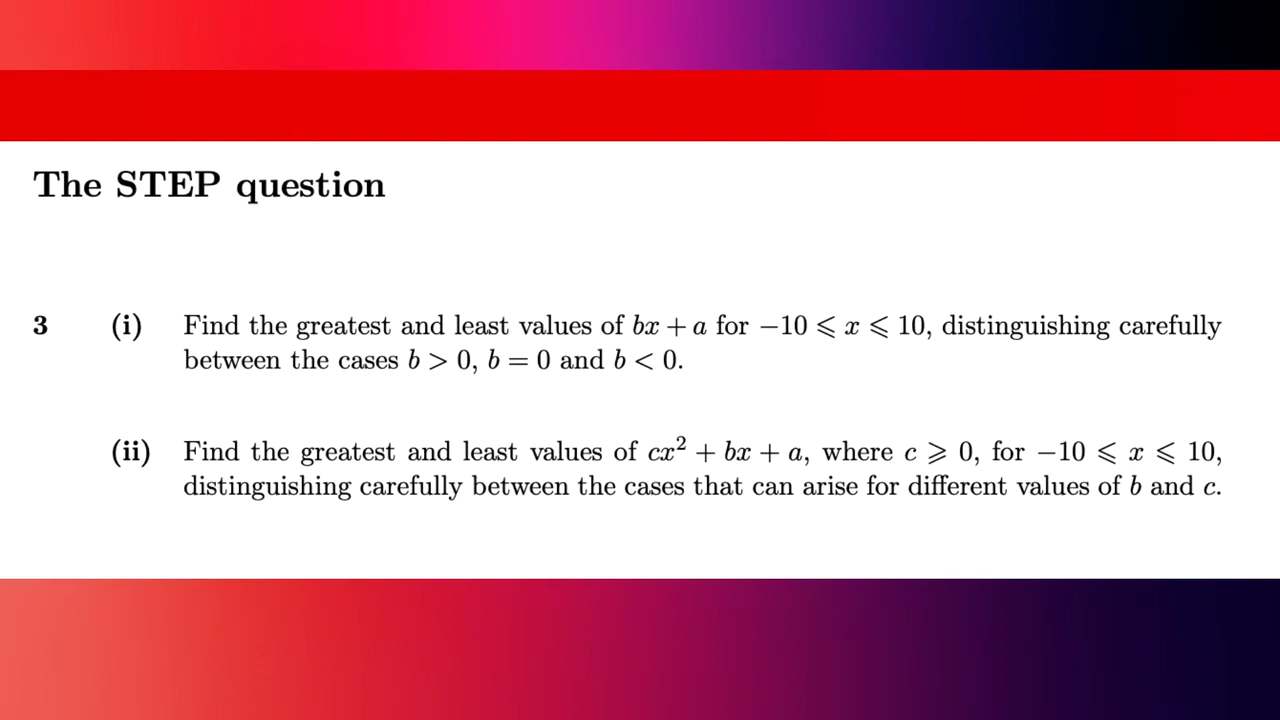 The STEP question
3 (i) Find the greatest and least values of bx + a for −10 ⩽ x ⩽ 10, distinguishing carefully
between the cases b > 0, b = 0 and b < 0.
(ii) Find the greatest and least values of cx² + bx + a, where c ⩾ 0, for −10 ⩽ x ⩽ 10,
distinguishing carefully between the cases that can arise for different values of b and c.